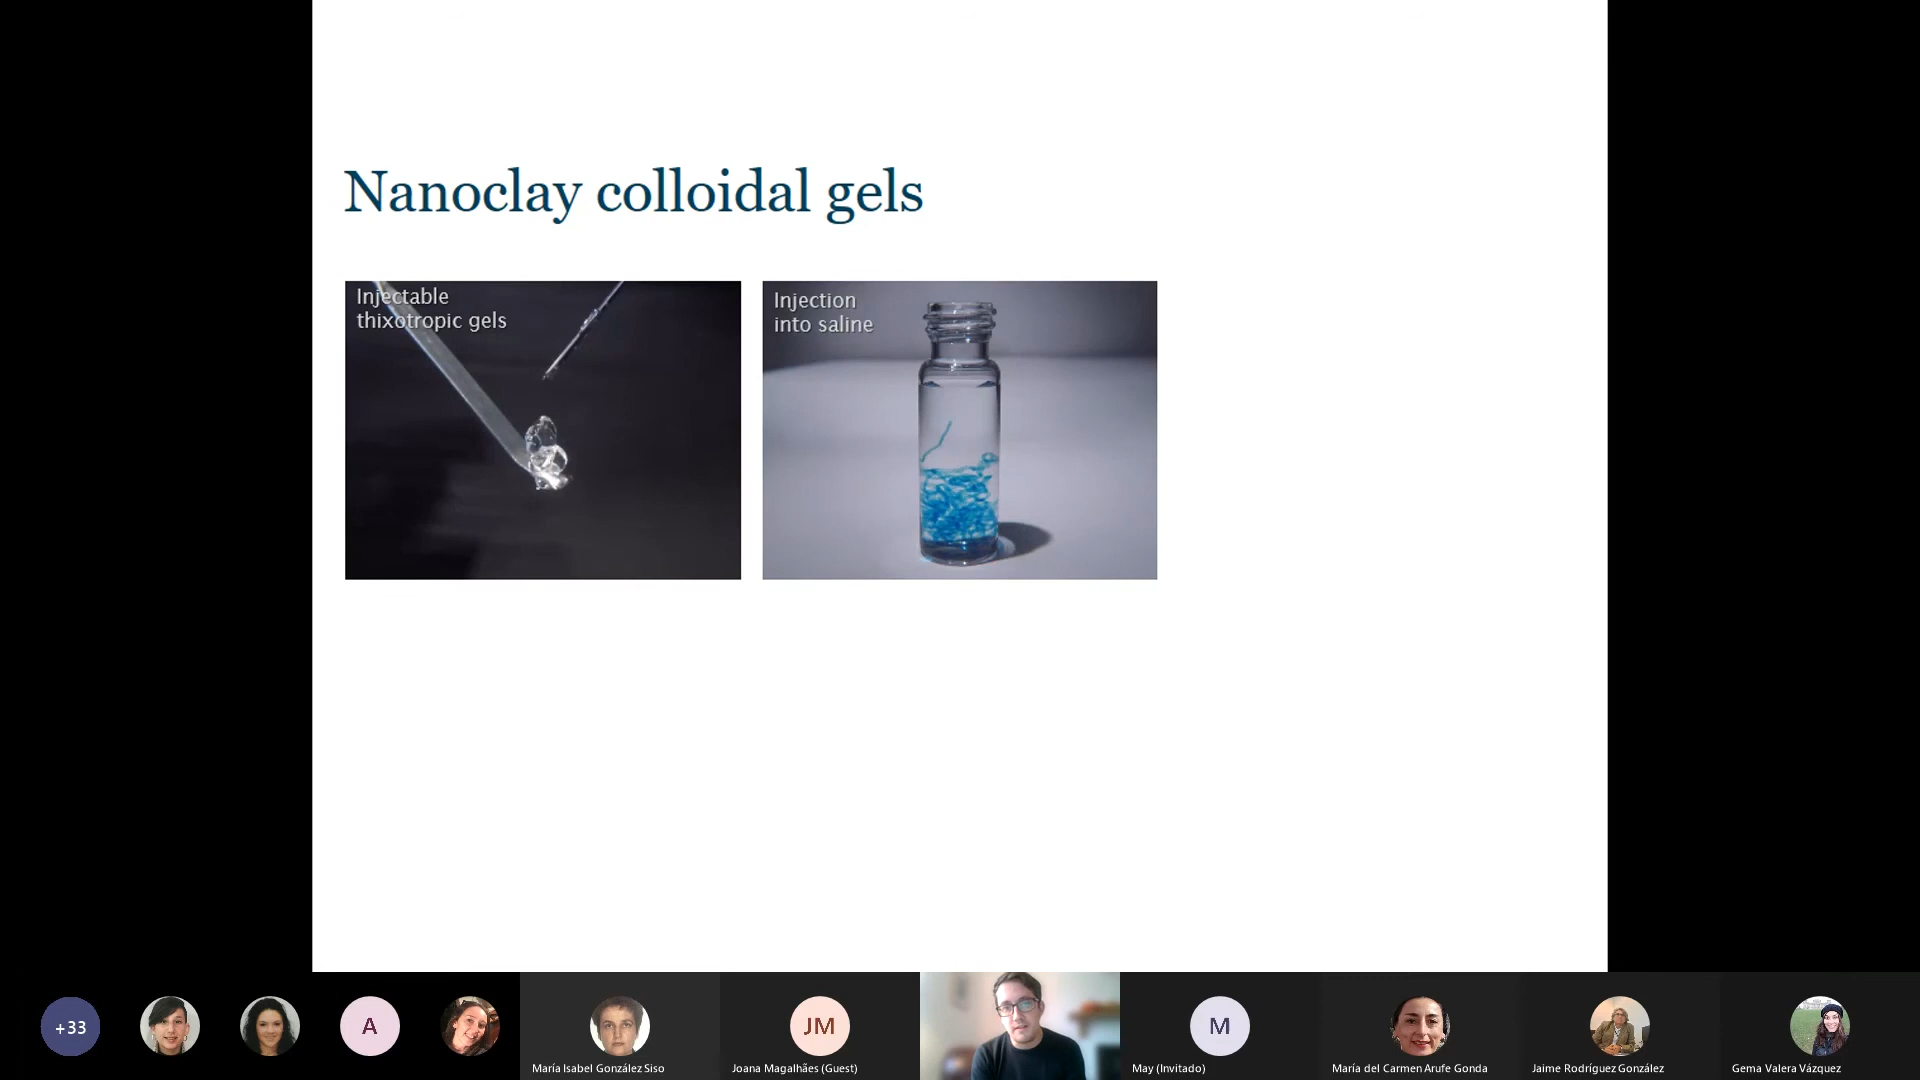 Nanoclay colloidal gels
Injectable
thixotropic gels
Injection
into saline
+33
A
JM
M
María Isabel González Siso
Joana Magalhães (Guest)
May (Invitado)
María del Carmen Arufe Gonda
Jaime Rodríguez González
Gema Valera Vázquez